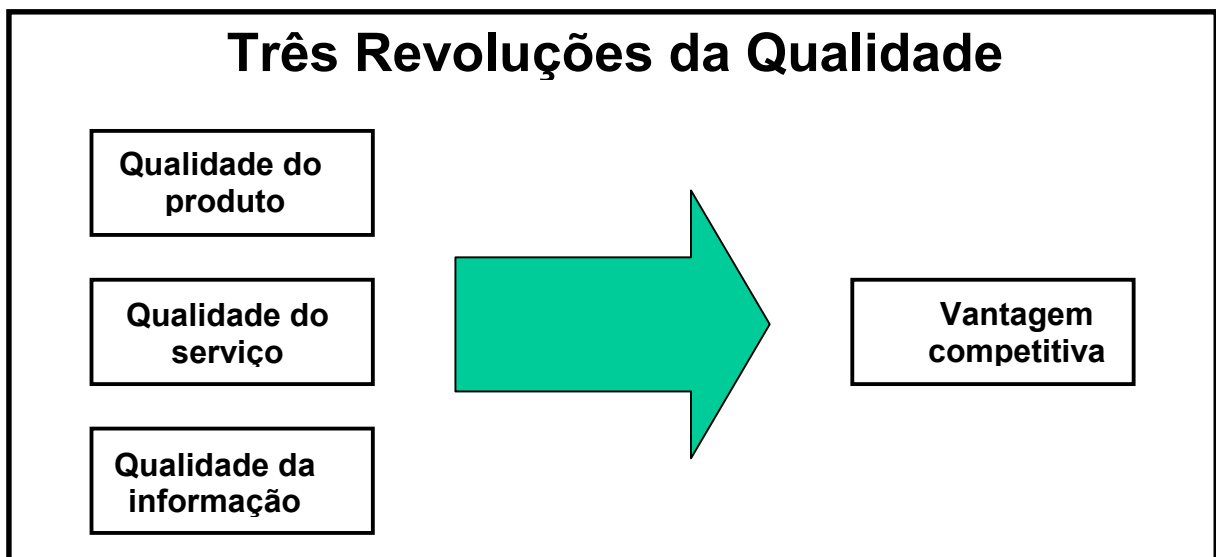 Três Revoluções da Qualidade
Qualidade do
produto
Qualidade do
serviço
Qualidade da
informação
Vantagem
competitiva